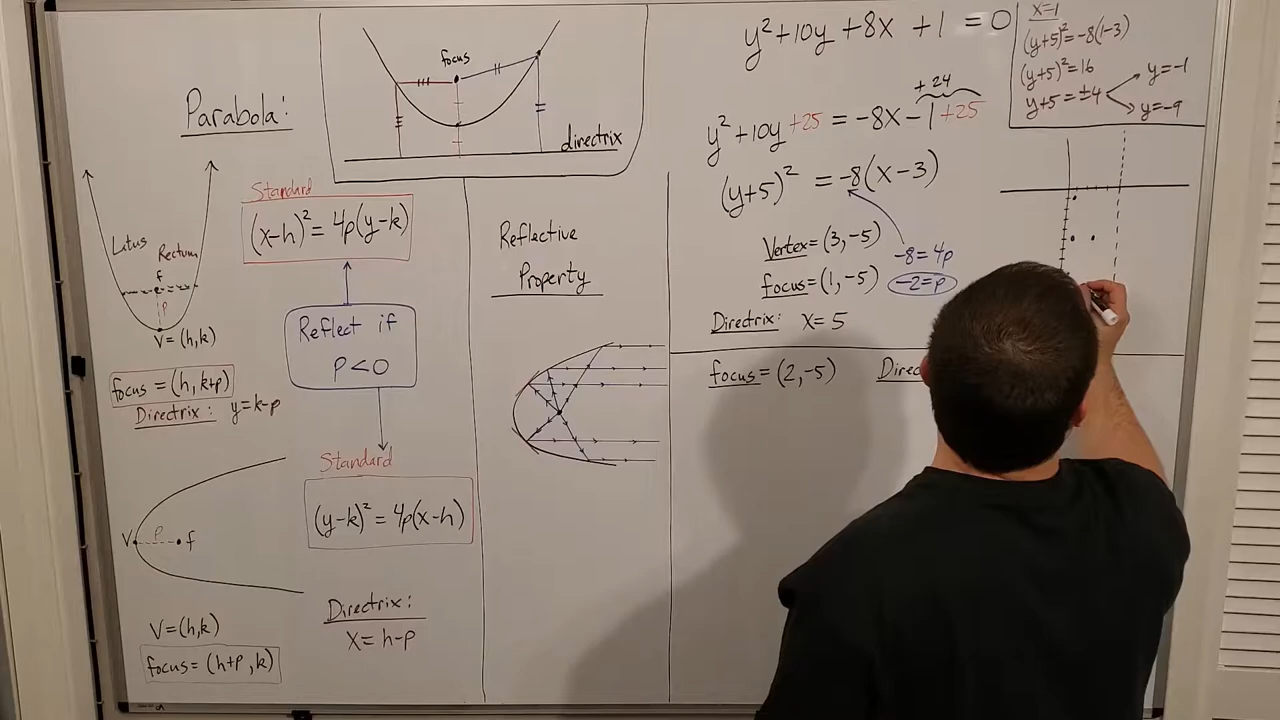 Parabola:
focus
directrix
Latus Rectum
f
P
V=(h,k)
focus=(h,k+p)
Directrix: y=k-p
Standard
(x-h)²=4p(y-k)
Reflect if
P<0
Standard
(y-k)²=4p(x-h)
V P f
V=(h,k)
focus=(h+p,k)
Directrix:
x=h-p
Reflective
Property
y²+10y+8x+1=0
+24
y²+10y+25=-8x-1+25
(y+5)²=-8(x-3)
Vertex=(3,-5)
focus=(1,-5)
-8=4p
-2=p
Directrix: x=5
x=1
(y+5)²=-8(1-3)
(y+5)²=16
y+5=±4
y=-1
y=-9
focus=(2,-5)
Direc